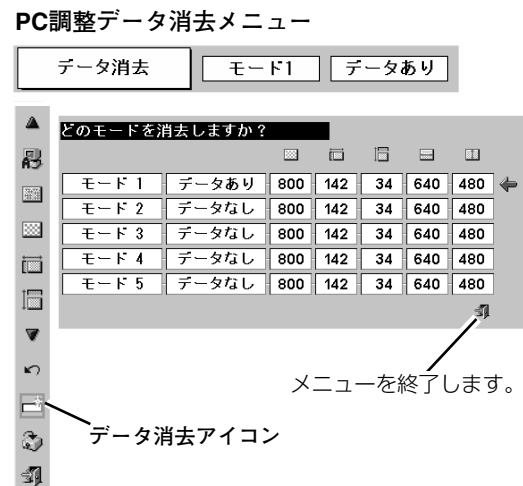 PC調整データ消去メニュー
データ消去 モード1 データあり
どのモードを消去しますか?
モード 1 データあり 800 142 34 640 480
モード 2 データなし 800 142 34 640 480
モード 3 データなし 800 142 34 640 480
モード 4 データなし 800 142 34 640 480
モード 5 データなし 800 142 34 640 480
メニューを終了します。
データ消去アイコン